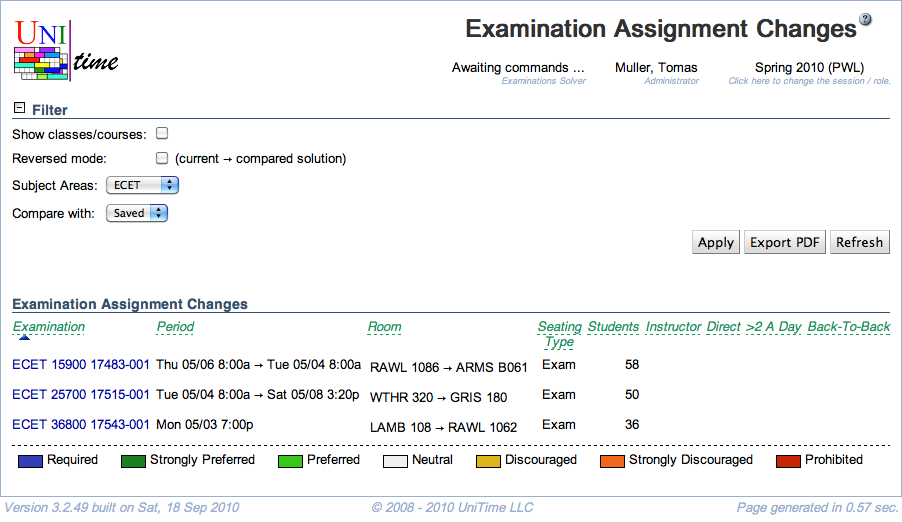 UNI
time
Examination Assignment Changes ?
Awaiting commands ... Muller, Tomas Spring 2010 (PWL)
Examinations Solver Administrator Click here to change the session / role.
Filter
Show classes/courses:
Reversed mode: (current → compared solution)
Subject Areas: ECET
Compare with: Saved
Apply Export PDF Refresh
Examination Assignment Changes
Examination Period Room Seating Students Instructor Direct >2 A Day Back-To-Back
Type
ECET 15900 17483-001 Thu 05/06 8:00a → Tue 05/04 8:00a RAWL 1086 → ARMS B061 Exam 58
ECET 25700 17515-001 Tue 05/04 8:00a → Sat 05/08 3:20p WTHR 320 → GRIS 180 Exam 50
ECET 36800 17543-001 Mon 05/03 7:00p LAMB 108 → RAWL 1062 Exam 36
Required Strongly Preferred Preferred Neutral Discouraged Strongly Discouraged Prohibited
Version 3.2.49 built on Sat, 18 Sep 2010 © 2008 - 2010 UniTime LLC Page generated in 0.57 sec.